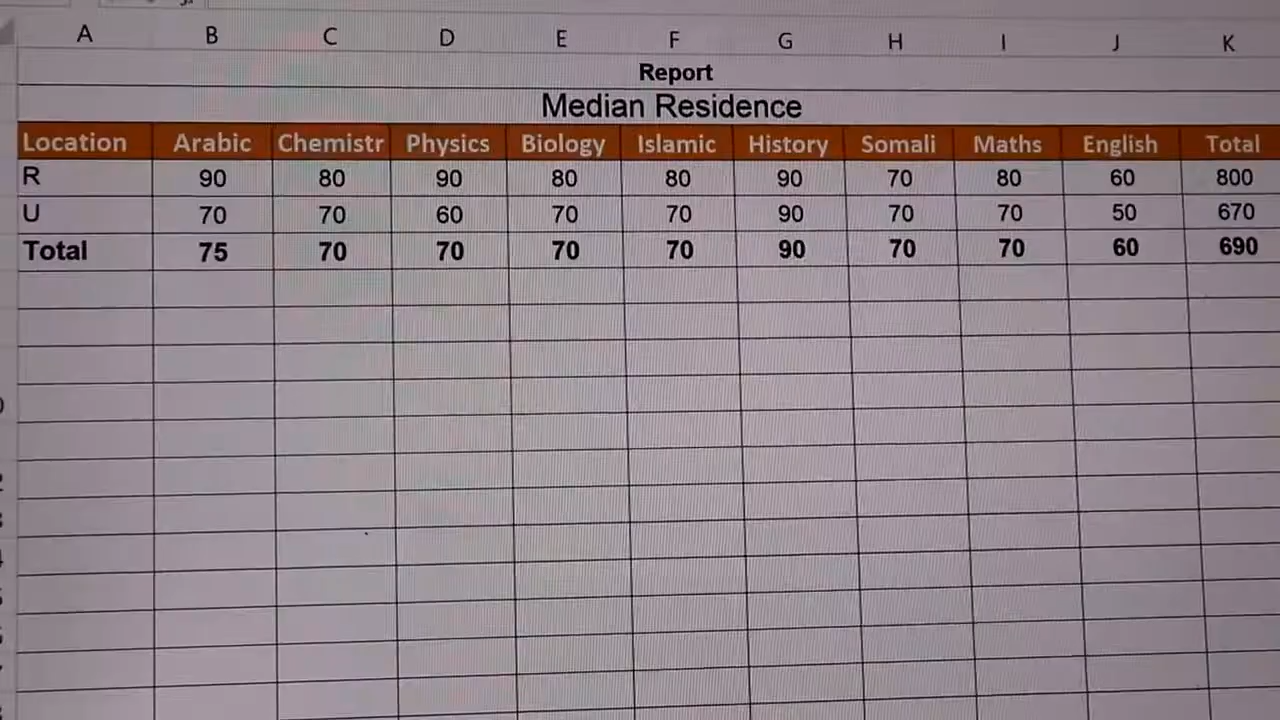 A B C D E F G H I J K
Report
Median Residence
Location Arabic Chemistr Physics Biology Islamic History Somali Maths English Total
R 90 80 90 80 80 90 70 80 60 800
U 70 70 60 70 70 90 70 70 50 670
Total 75 70 70 70 70 90 70 70 60 690